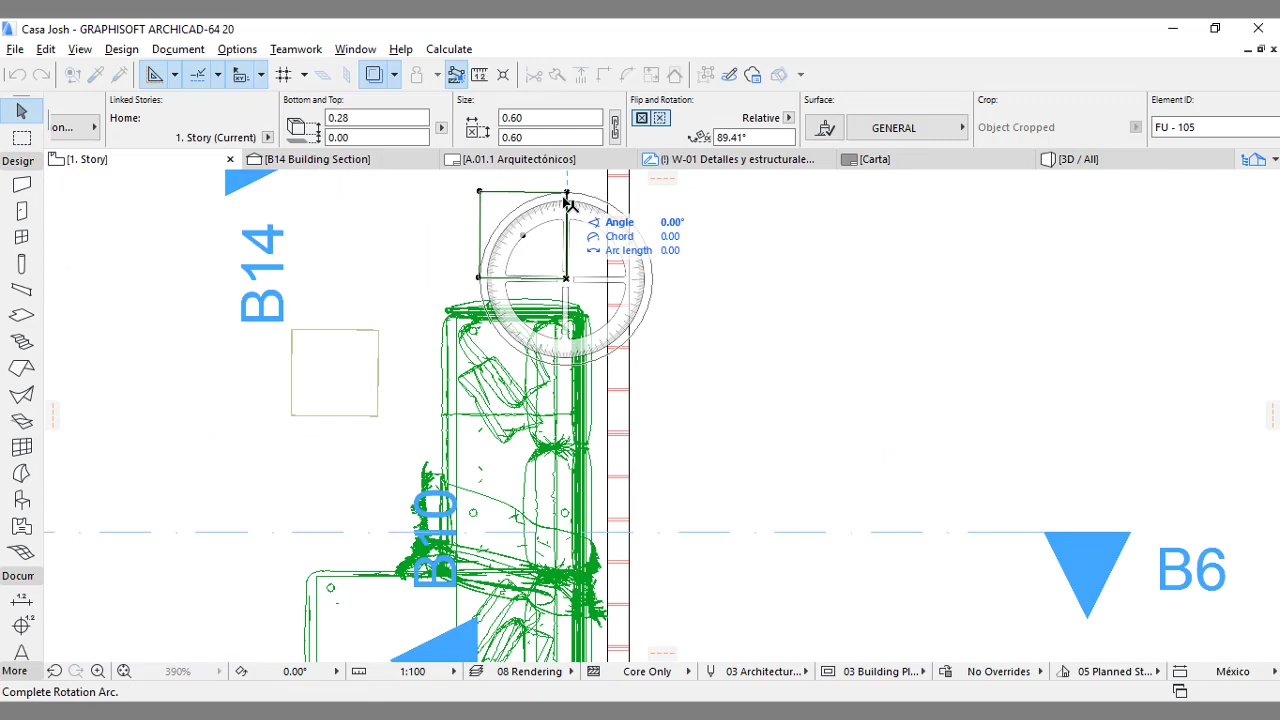 Casa Josh - GRAPHISOFT ARCHICAD-64 20
File Edit View Design Document Options Teamwork Window Help Calculate
Linked Stories: Bottom and Top: Size: Flip and Rotation: Surface: Crop: Element ID:
on... Home: 0.28 0.60 Relative GENERAL Object Cropped FU - 105
1. Story (Current) 0.00 0.60 89.41°
Design [1. Story] [B14 Building Section] [A.01.1 Arquitectónicos] (!) W-01 Detalles y estructurale... [Carta] [3D / All]
B14
Angle 0.00°
Chord 0.00
Arc length 0.00
B10
B6
Docum
1.2
1.2
A
More 390% 0.00° 1:100 08 Rendering Core Only 03 Architectur... 03 Building Pl... No Overrides 05 Planned St... México
Complete Rotation Arc.